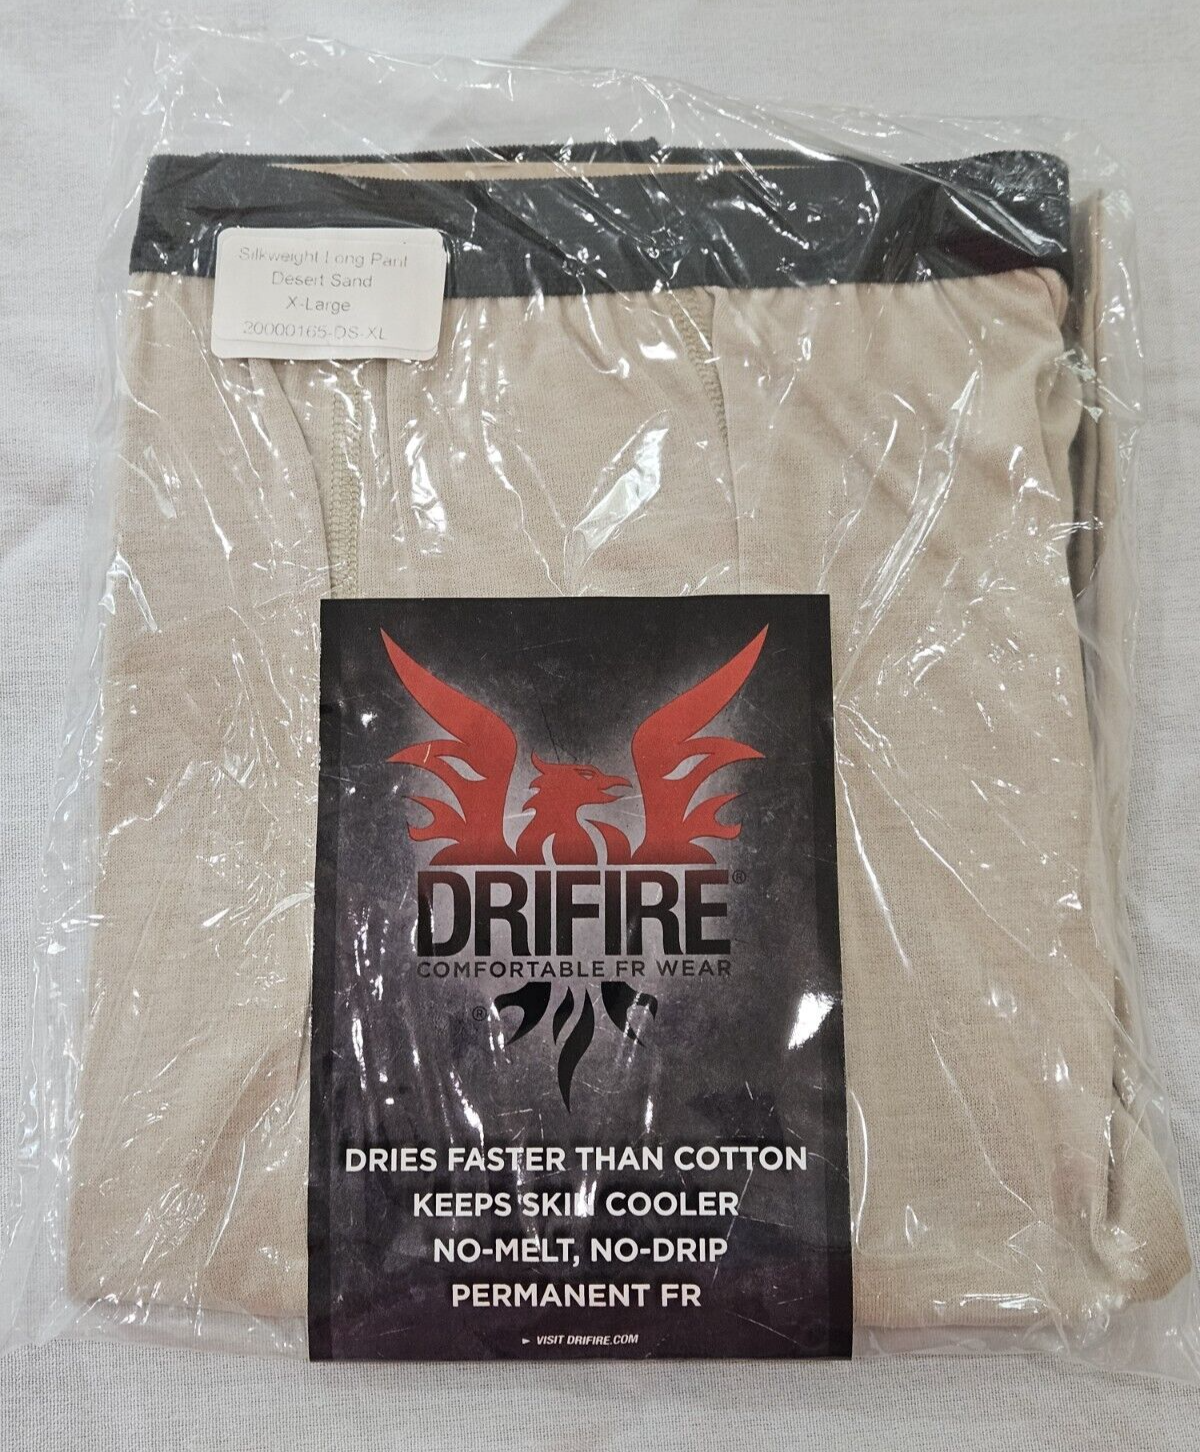 Silkweight Long Pant
Desert Sand
X-Large
20000165-DS-XL
DRIFIRE®
COMFORTABLE FR WEAR
®
DRIES FASTER THAN COTTON
KEEPS SKIN COOLER
NO-MELT, NO-DRIP
PERMANENT FR
► VISIT DRIFIRE.COM